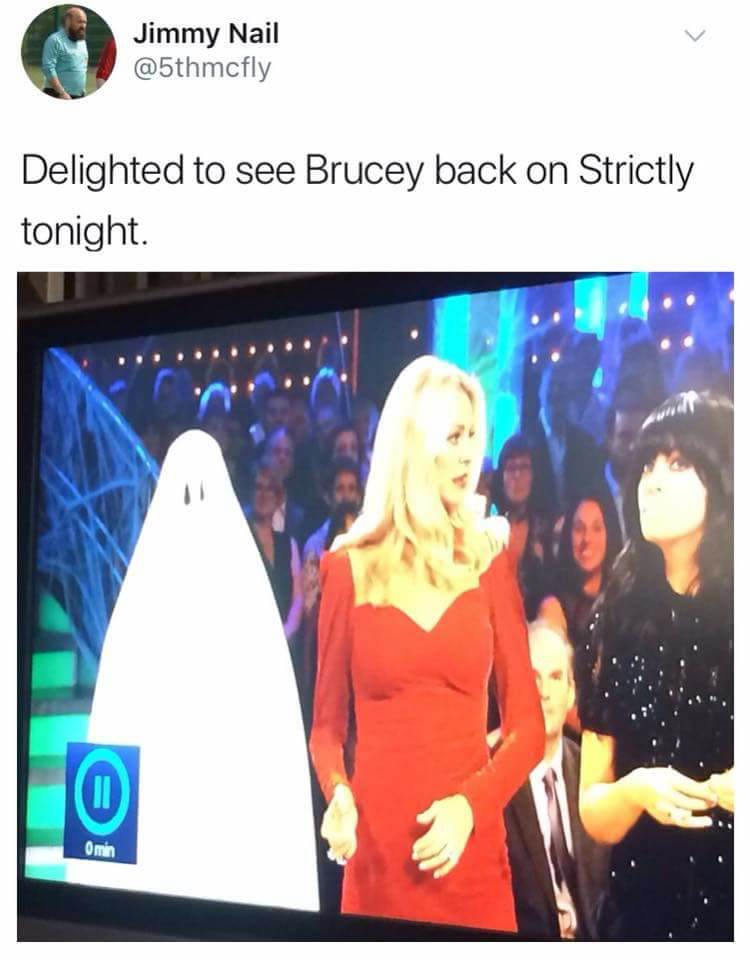 Jimmy Nail
@5thmcfly
Delighted to see Brucey back on Strictly
tonight.
0 min